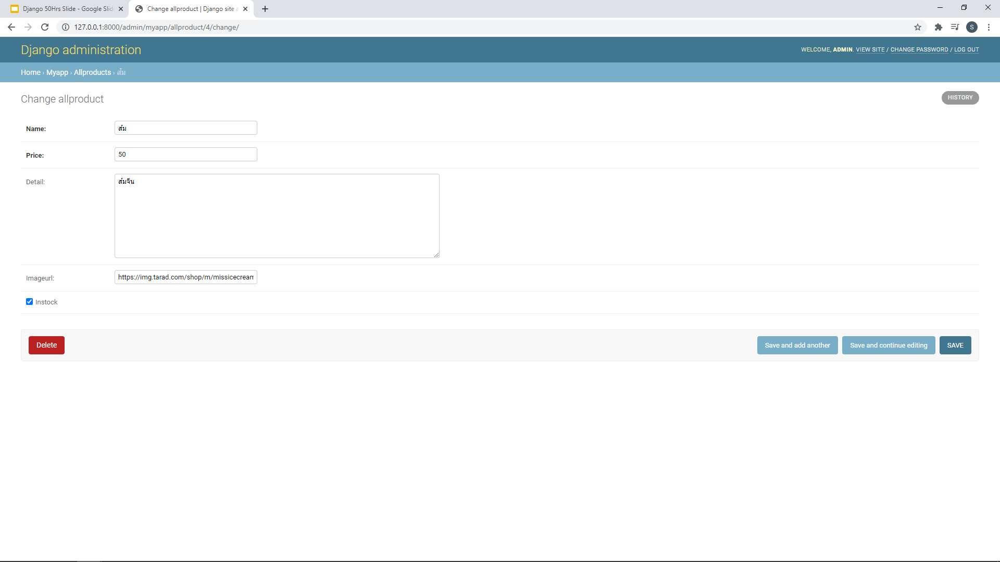 Django 50Hrs Slide - Google Slid
Change allproduct | Django site a
127.0.0.1:8000/admin/myapp/allproduct/4/change/
S
Django administration
WELCOME, ADMIN. VIEW SITE / CHANGE PASSWORD / LOG OUT
Home › Myapp › Allproducts › ส้ม
Change allproduct
HISTORY
Name: ส้ม
Price: 50
Detail: ส้มจีน
Imageurl: https://img.tarad.com/shop/m/missicecream
Instock
Delete
Save and add another
Save and continue editing
SAVE